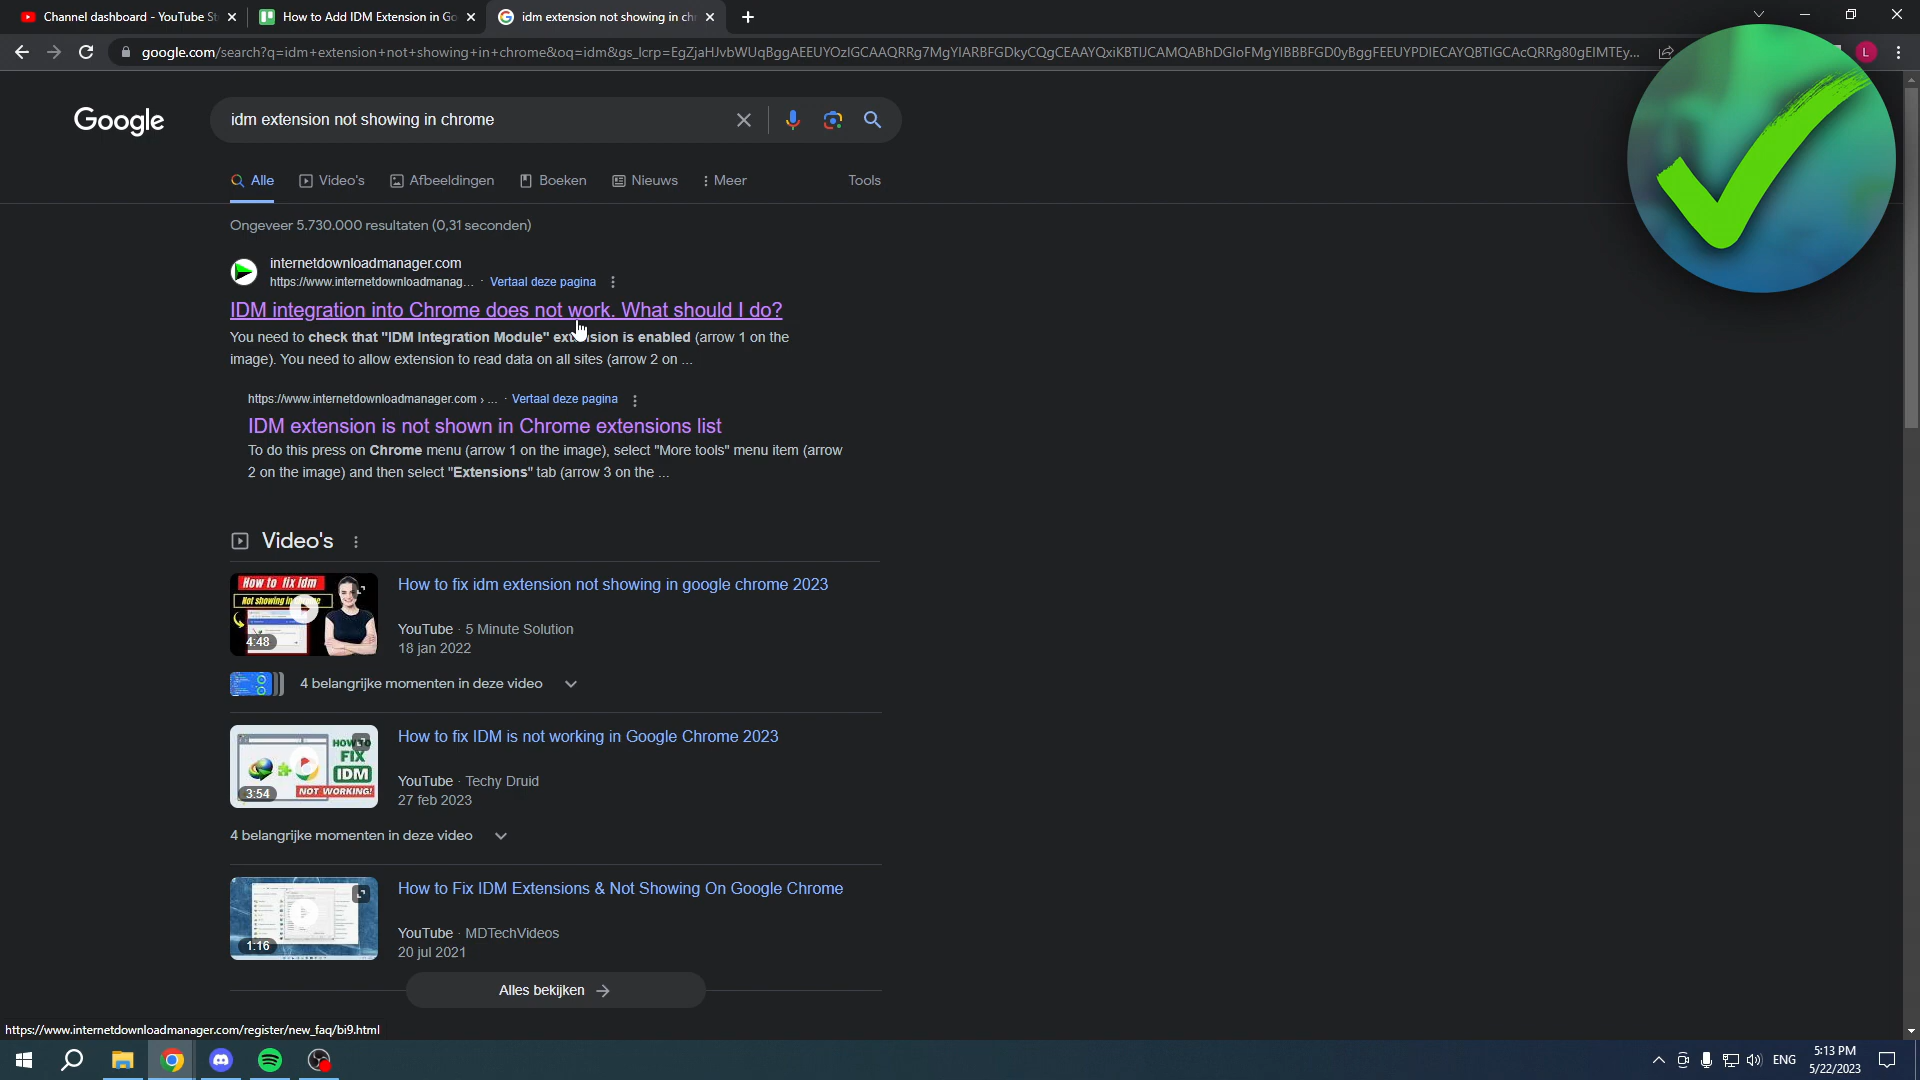 Channel dashboard - YouTube St
How to Add IDM Extension in Go
idm extension not showing in ch
google.com/search?q=idm+extension+not+showing+in+chrome&oq=idm&gs_lcrp=EgZjaHJvbWUqBggAEEUYOzIGCAAQRRg7MgYIARBFGDkyCQgCEAAYQxiKBTIJCAMQABhDGIoFMgYIBBBFGD0yBggFEEUYPDIECAYQBTIGCAcQRRg80gEIMTEy...
L
Google
idm extension not showing in chrome
Alle
Video's
Afbeeldingen
Boeken
Nieuws
Meer
Tools
Ongeveer 5.730.000 resultaten (0,31 seconden)
internetdownloadmanager.com
https://www.internetdownloadmanag... · Vertaal deze pagina
IDM integration into Chrome does not work. What should I do?
You need to check that "IDM Integration Module" extension is enabled (arrow 1 on the
image). You need to allow extension to read data on all sites (arrow 2 on ...
https://www.internetdownloadmanager.com › ... · Vertaal deze pagina
IDM extension is not shown in Chrome extensions list
To do this press on Chrome menu (arrow 1 on the image), select "More tools" menu item (arrow
2 on the image) and then select "Extensions" tab (arrow 3 on the ...
Video's
How to fix idm
Not showing in chrome
4:48
How to fix idm extension not showing in google chrome 2023
YouTube · 5 Minute Solution
18 jan 2022
4 belangrijke momenten in deze video
HOW TO
FIX
IDM
NOT WORKING!
3:54
How to fix IDM is not working in Google Chrome 2023
YouTube · Techy Druid
27 feb 2023
4 belangrijke momenten in deze video
1:16
How to Fix IDM Extensions & Not Showing On Google Chrome
YouTube · MDTechVideos
20 jul 2021
Alles bekijken
https://www.internetdownloadmanager.com/register/new_faq/bi9.html
ENG
5:13 PM
5/22/2023